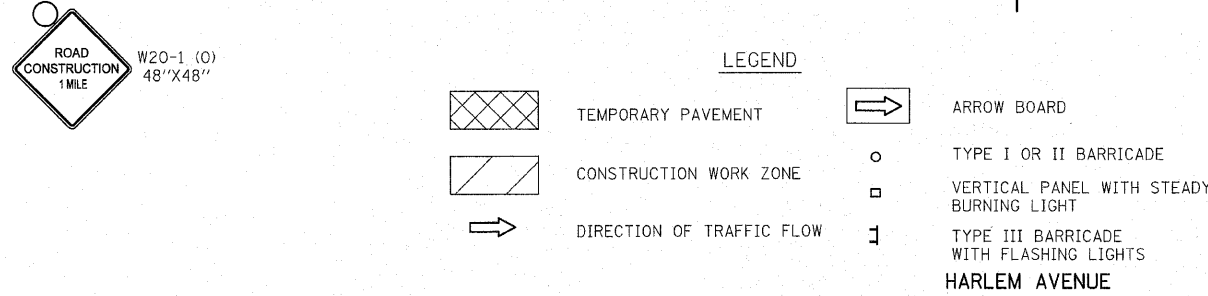 ROAD
CONSTRUCTION
1 MILE
W20-1 (O)
48"X48"
LEGEND
TEMPORARY PAVEMENT
CONSTRUCTION WORK ZONE
DIRECTION OF TRAFFIC FLOW
ARROW BOARD
TYPE I OR II BARRICADE
VERTICAL PANEL WITH STEADY
BURNING LIGHT
TYPE III BARRICADE
WITH FLASHING LIGHTS
HARLEM AVENUE